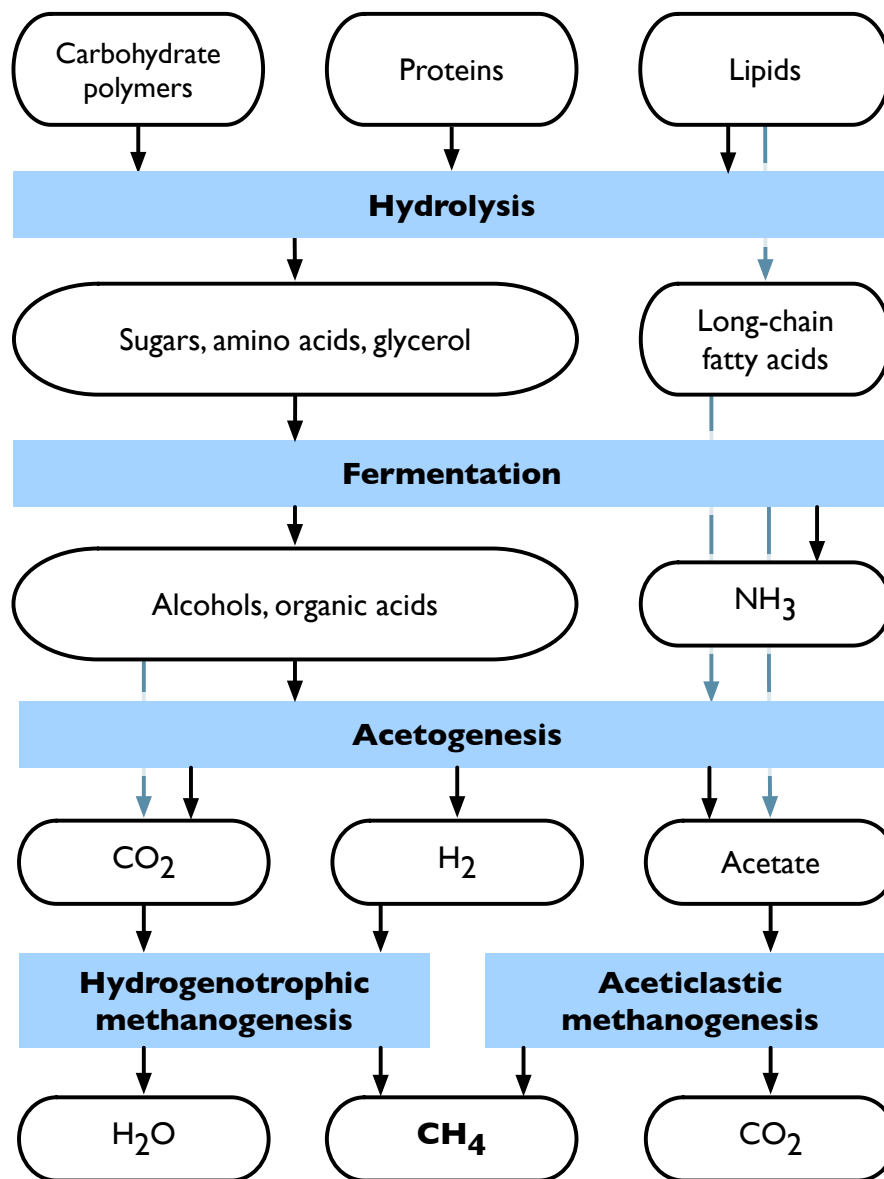 Carbohydrate
polymers
Proteins
Lipids
Hydrolysis
Sugars, amino acids, glycerol
Long-chain
fatty acids
Fermentation
Alcohols, organic acids
NH3
Acetogenesis
CO2
H2
Acetate
Hydrogenotrophic
methanogenesis
Aceticlastic
methanogenesis
H2O
CH4
CO2